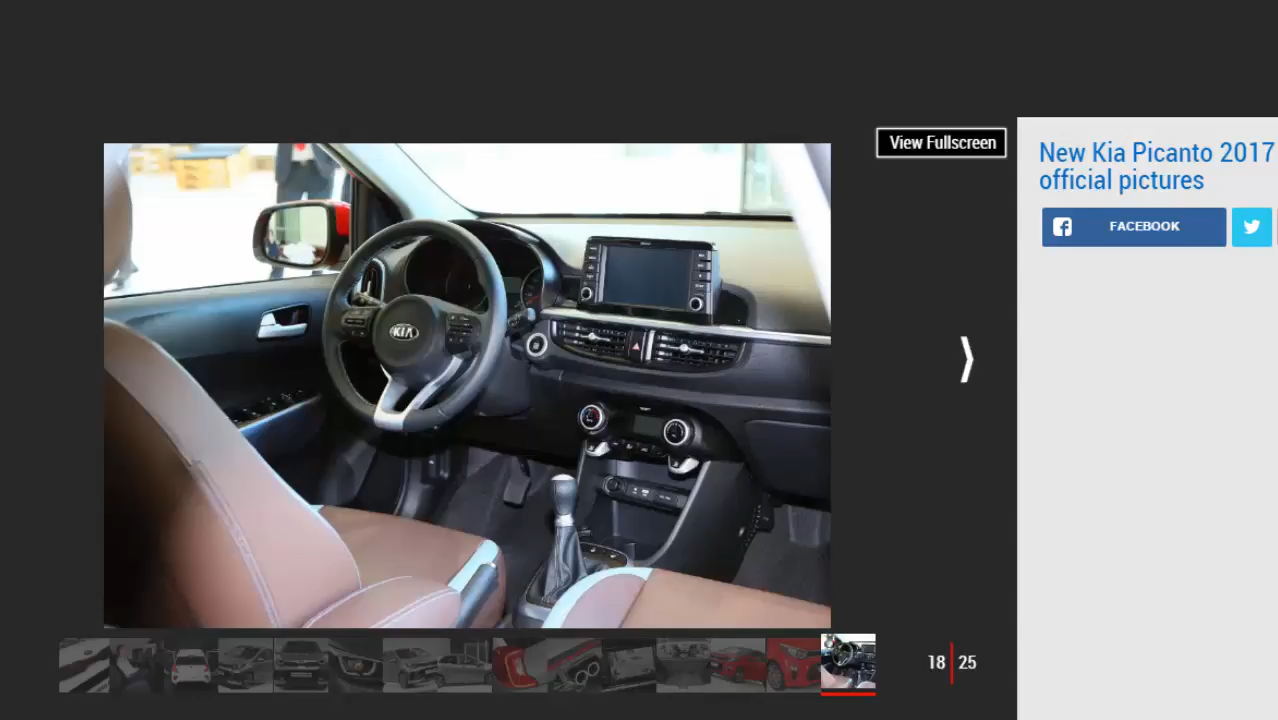 View Fullscreen
New Kia Picanto 2017
official pictures
FACEBOOK
KIA
18 25